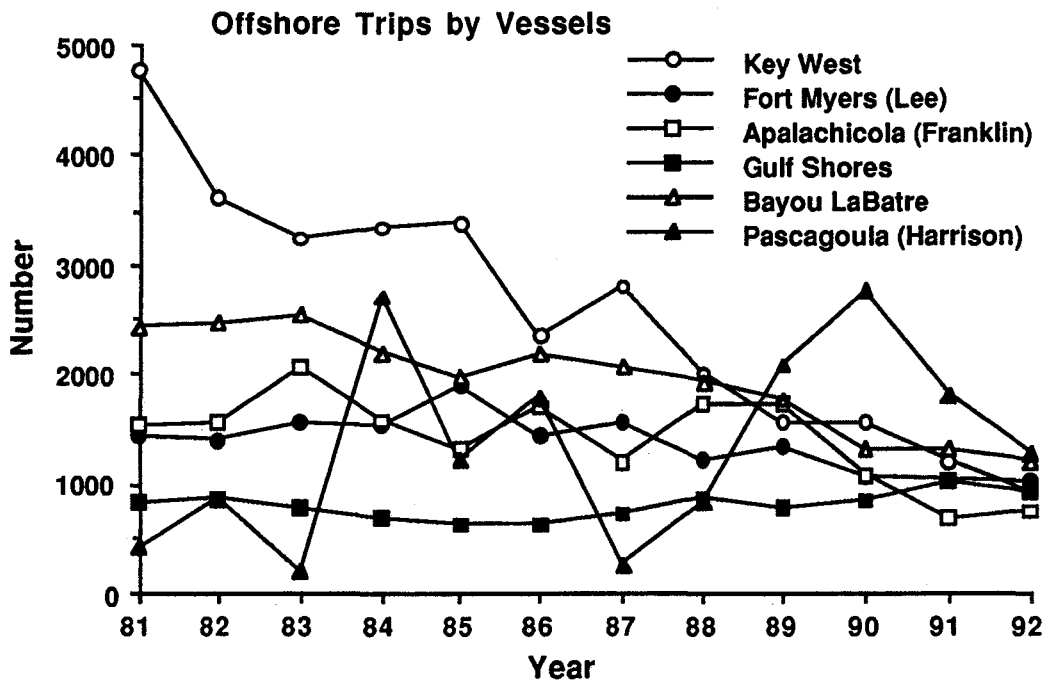 Offshore Trips by Vessels
5000
4000
3000
2000
1000
0
Number
Key West
Fort Myers (Lee)
Apalachicola (Franklin)
Gulf Shores
Bayou LaBatre
Pascagoula (Harrison)
81 82 83 84 85 86 87 88 89 90 91 92
Year